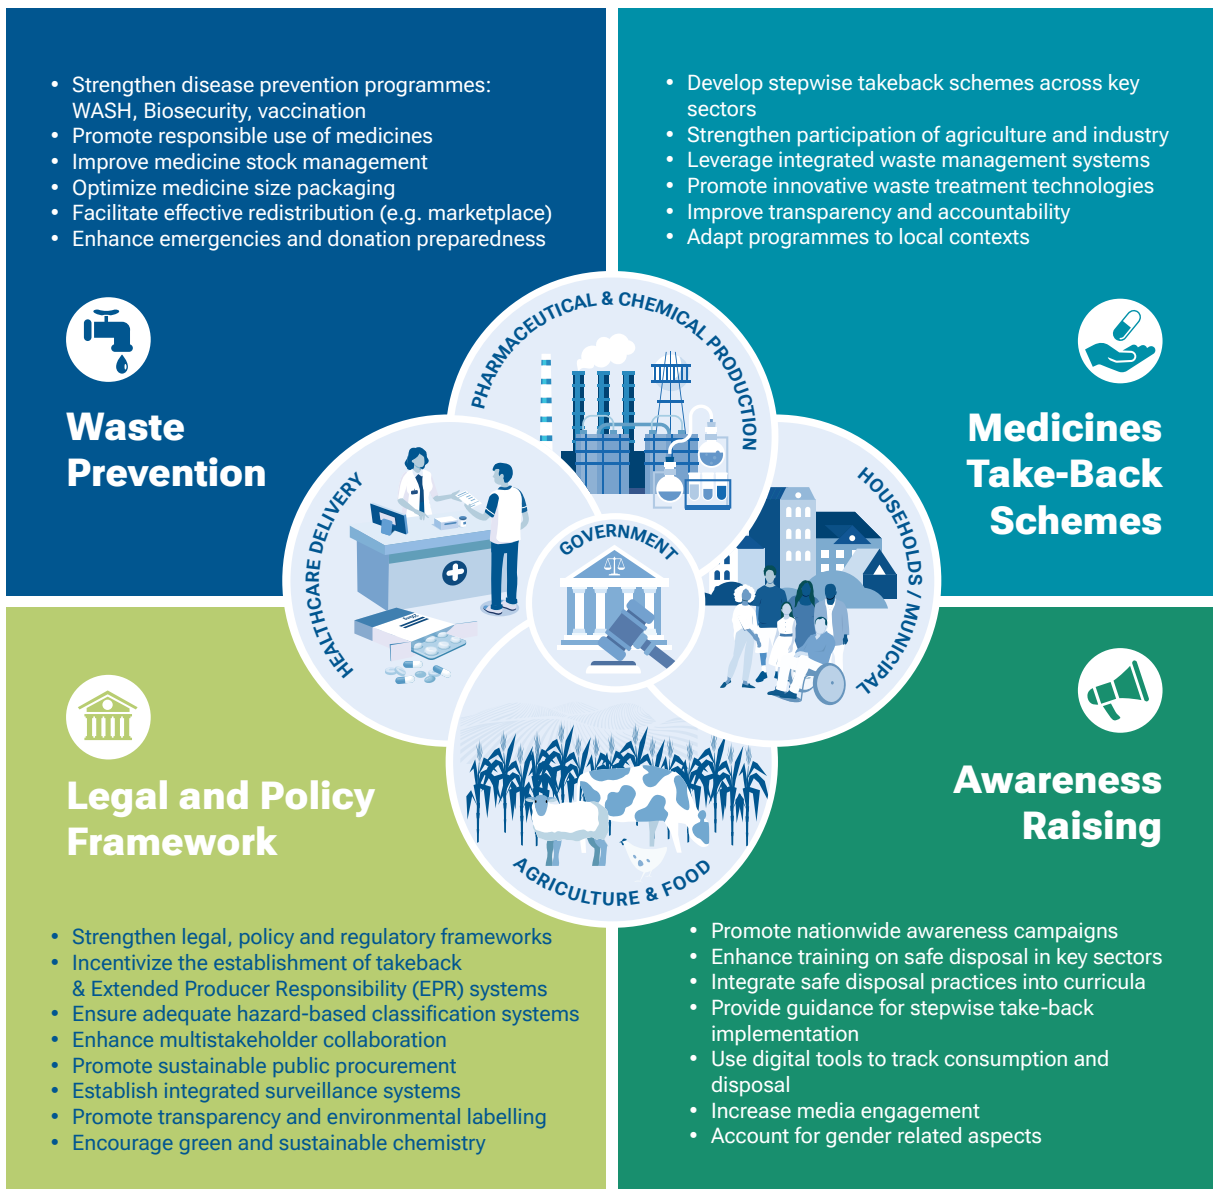 • Strengthen disease prevention programmes:
WASH, Biosecurity, vaccination
• Promote responsible use of medicines
• Improve medicine stock management
• Optimize medicine size packaging
• Facilitate effective redistribution (e.g. marketplace)
• Enhance emergencies and donation preparedness
Waste
Prevention
• Develop stepwise takeback schemes across key
sectors
• Strengthen participation of agriculture and industry
• Leverage integrated waste management systems
• Promote innovative waste treatment technologies
• Improve transparency and accountability
• Adapt programmes to local contexts
Medicines
Take-Back
Schemes
PHARMACEUTICAL & CHEMICAL PRODUCTION
HEALTHCARE DELIVERY
GOVERNMENT
HOUSEHOLDS / MUNICIPAL
AGRICULTURE & FOOD
Legal and Policy
Framework
• Strengthen legal, policy and regulatory frameworks
• Incentivize the establishment of takeback
& Extended Producer Responsibility (EPR) systems
• Ensure adequate hazard-based classification systems
• Enhance multistakeholder collaboration
• Promote sustainable public procurement
• Establish integrated surveillance systems
• Promote transparency and environmental labelling
• Encourage green and sustainable chemistry
Awareness
Raising
• Promote nationwide awareness campaigns
• Enhance training on safe disposal in key sectors
• Integrate safe disposal practices into curricula
• Provide guidance for stepwise take-back
implementation
• Use digital tools to track consumption and
disposal
• Increase media engagement
• Account for gender related aspects